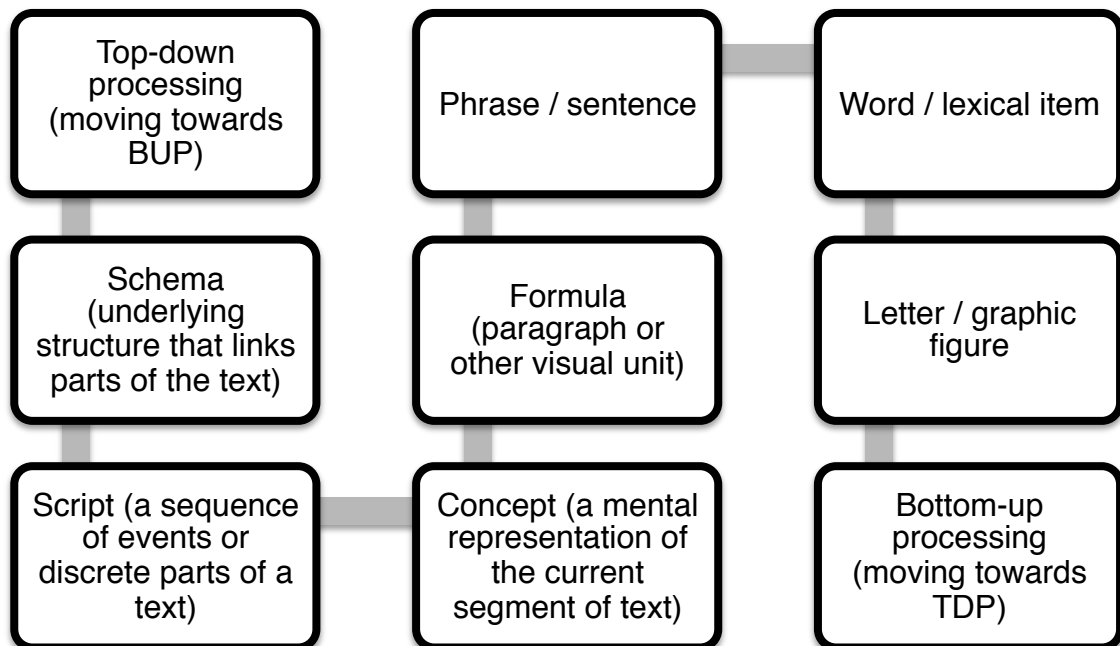 Top-down
processing
(moving towards
BUP)
Schema
(underlying
structure that links
parts of the text)
Script (a sequence
of events or
discrete parts of a
text)
Concept (a mental
representation of
the current
segment of text)
Formula
(paragraph or
other visual unit)
Phrase / sentence
Word / lexical item
Letter / graphic
figure
Bottom-up
processing
(moving towards
TDP)